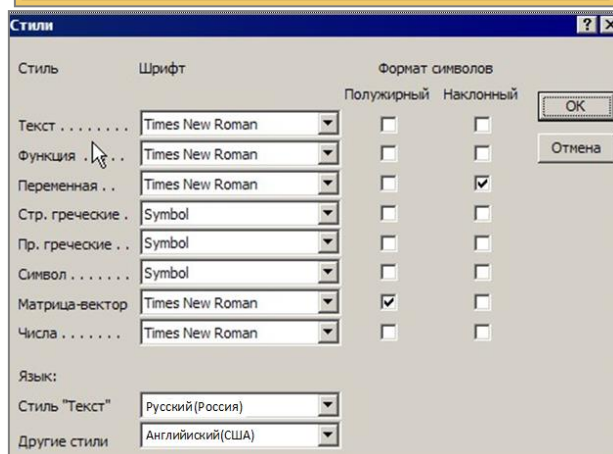 Стили
Стиль Шрифт Формат символов
Полужирный Наклонный
OK
Текст . . . . . . . . Times New Roman
Отмена
Функция . . . . Times New Roman
Переменная . . Times New Roman
Стр. греческие . Symbol
Пр. греческие . . Symbol
Символ . . . . . . . Symbol
Матрица-вектор Times New Roman
Числа . . . . . . . Times New Roman
Язык:
Стиль "Текст" Русский(Россия)
Другие стили Английиский(США)